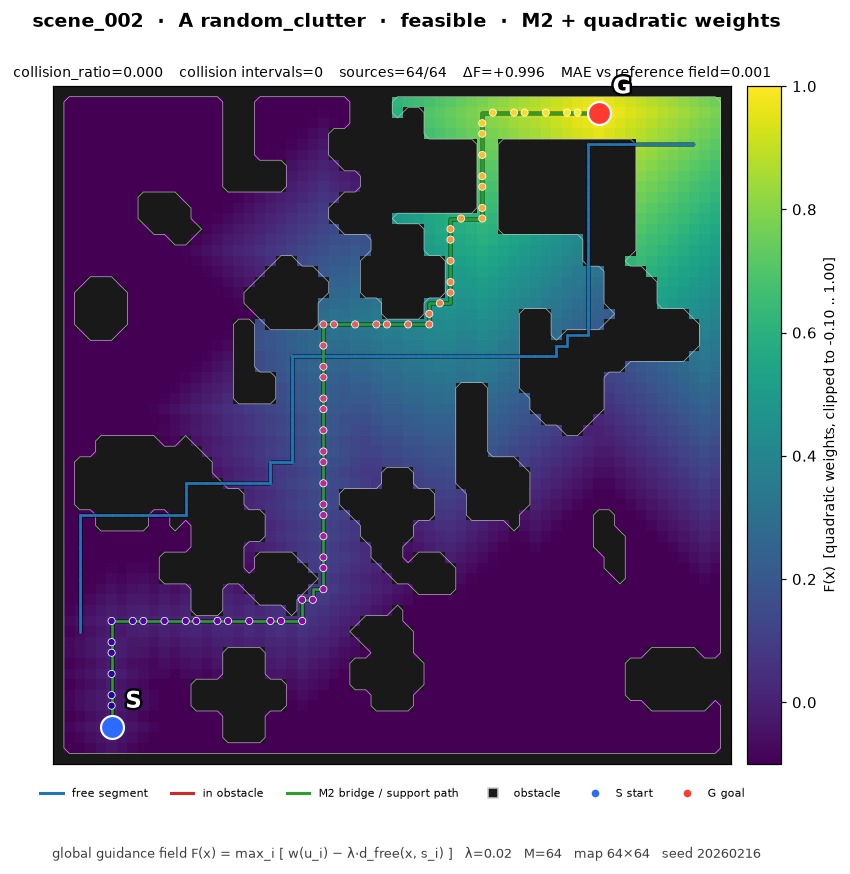 scene_002 · A random_clutter · feasible · M2 + quadratic weights
collision_ratio=0.000 collision intervals=0 sources=64/64 ΔF=+0.996 MAE vs reference field=0.001
G
S
1.0
0.8
0.6
0.4
0.2
0.0
F(x) [quadratic weights, clipped to -0.10 .. 1.00]
free segment
in obstacle
M2 bridge / support path
obstacle
S start
G goal
global guidance field F(x) = max_i [ w(u_i) − λ·d_free(x, s_i) ] λ=0.02 M=64 map 64×64 seed 20260216